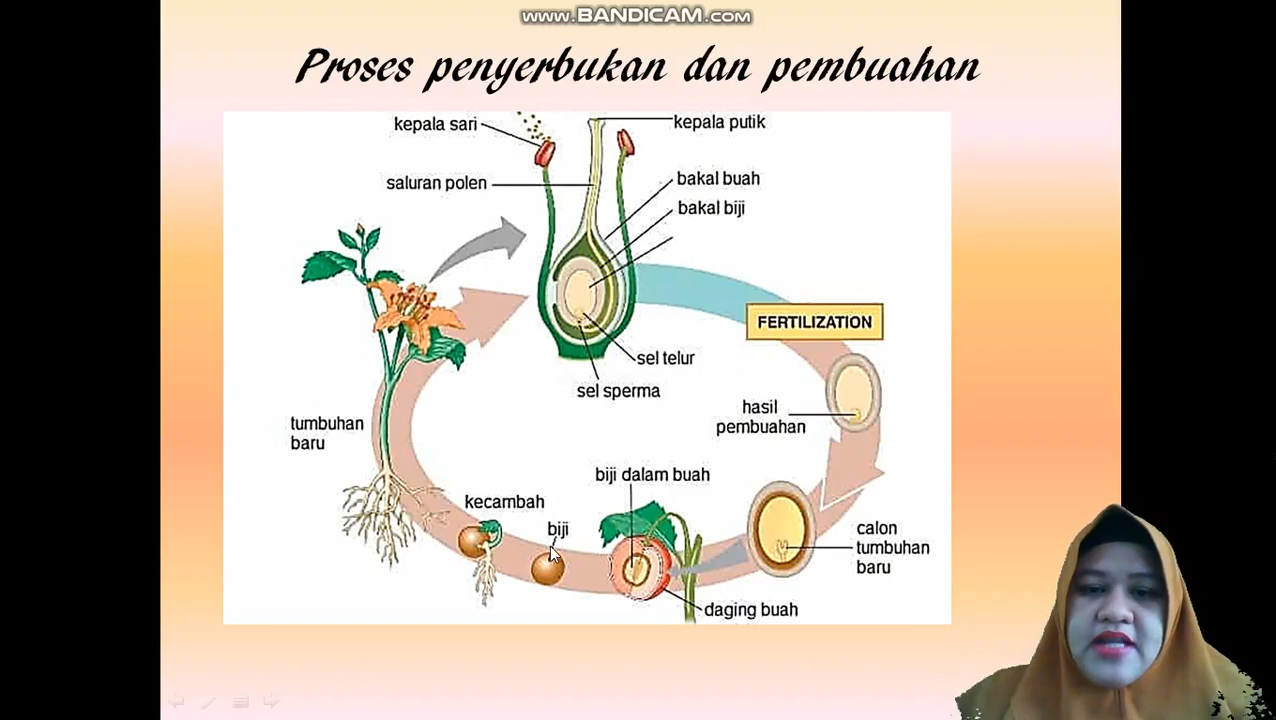 www.BANDICAM.com
Proses penyerbukan dan pembuahan
kepala sari
kepala putik
saluran polen
bakal buah
bakal biji
FERTILIZATION
sel telur
sel sperma
hasil
pembuahan
tumbuhan
baru
biji dalam buah
kecambah
biji
calon
tumbuhan
baru
daging buah